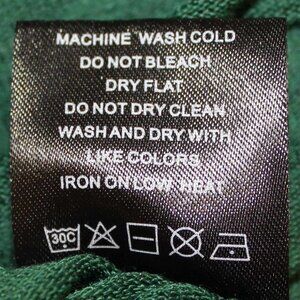 MACHINE WASH COLD
DO NOT BLEACH
DRY FLAT
DO NOT DRY CLEAN
WASH AND DRY WITH
LIKE COLORS
IRON ON LOW HEAT
30C